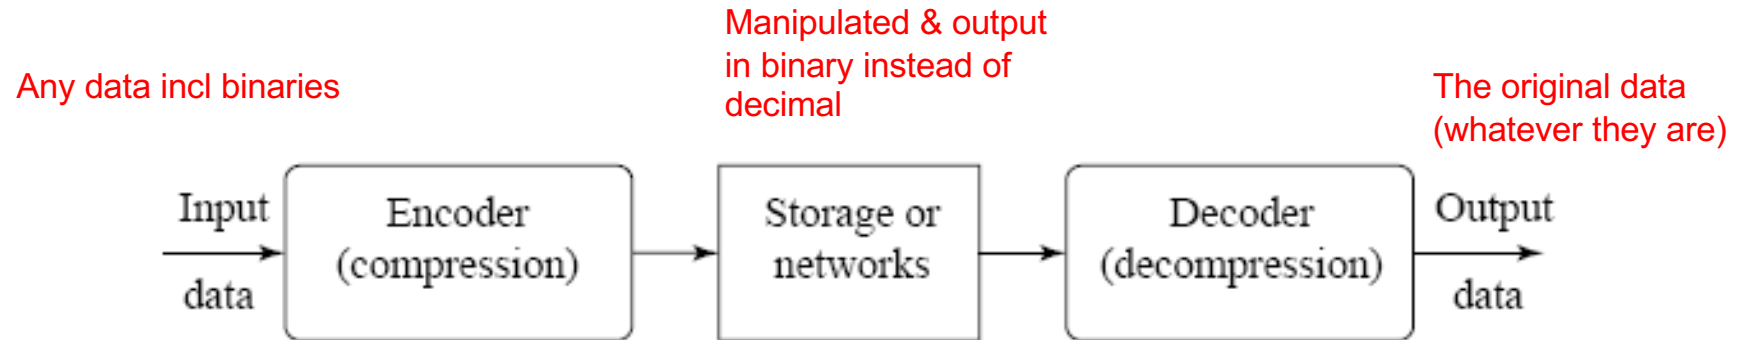 Manipulated & output
in binary instead of
decimal
Any data incl binaries
The original data
(whatever they are)
Input
data
Encoder
(compression)
Storage or
networks
Decoder
(decompression)
Output
data